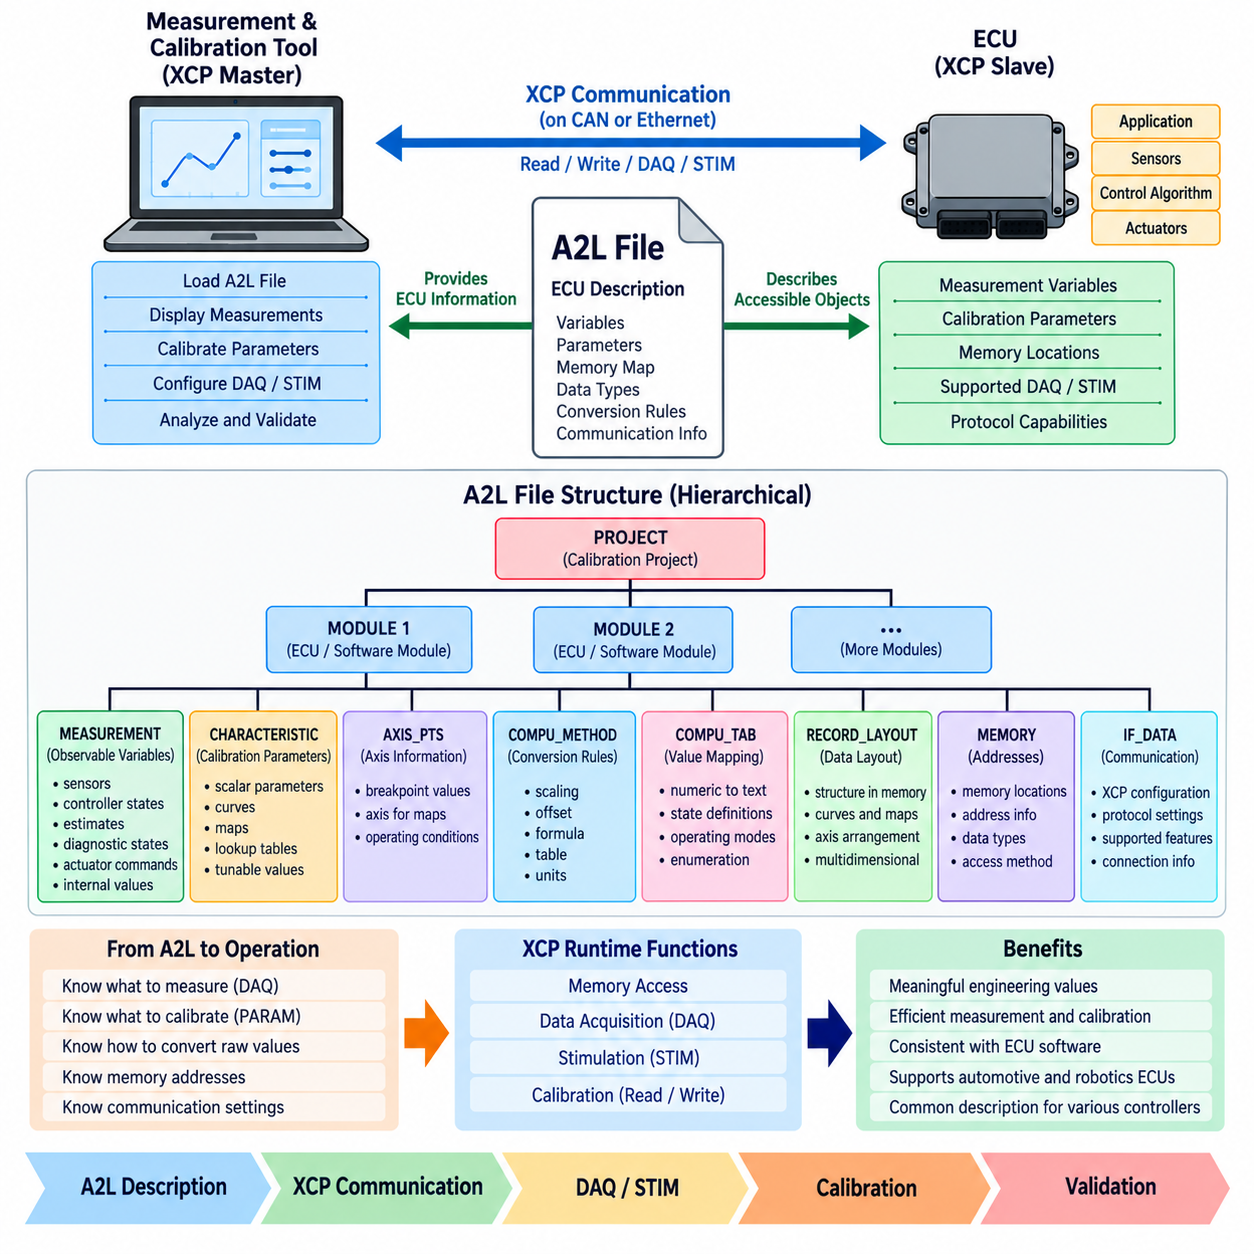 Measurement &
Calibration Tool
(XCP Master)
ECU
(XCP Slave)
XCP Communication
(on CAN or Ethernet)
Read / Write / DAQ / STIM
Application
Sensors
Control Algorithm
Actuators
Load A2L File
Display Measurements
Calibrate Parameters
Configure DAQ / STIM
Analyze and Validate
Provides
ECU Information
A2L File
ECU Description
Variables
Parameters
Memory Map
Data Types
Conversion Rules
Communication Info
Describes
Accessible Objects
Measurement Variables
Calibration Parameters
Memory Locations
Supported DAQ / STIM
Protocol Capabilities
A2L File Structure (Hierarchical)
PROJECT
(Calibration Project)
MODULE 1
(ECU / Software Module)
MODULE 2
(ECU / Software Module)
...
(More Modules)
MEASUREMENT
(Observable Variables)
• sensors
• controller states
• estimates
• diagnostic states
• actuator commands
• internal values
CHARACTERISTIC
(Calibration Parameters)
• scalar parameters
• curves
• maps
• lookup tables
• tunable values
AXIS_PTS
(Axis Information)
• breakpoint values
• axis for maps
• operating conditions
COMPU_METHOD
(Conversion Rules)
• scaling
• offset
• formula
• table
• units
COMPU_TAB
(Value Mapping)
• numeric to text
• state definitions
• operating modes
• enumeration
RECORD_LAYOUT
(Data Layout)
• structure in memory
• curves and maps
• axis arrangement
• multidimensional
MEMORY
(Addresses)
• memory locations
• address info
• data types
• access method
IF_DATA
(Communication)
• XCP configuration
• protocol settings
• supported features
• connection info
From A2L to Operation
Know what to measure (DAQ)
Know what to calibrate (PARAM)
Know how to convert raw values
Know memory addresses
Know communication settings
XCP Runtime Functions
Memory Access
Data Acquisition (DAQ)
Stimulation (STIM)
Calibration (Read / Write)
Benefits
Meaningful engineering values
Efficient measurement and calibration
Consistent with ECU software
Supports automotive and robotics ECUs
Common description for various controllers
A2L Description
XCP Communication
DAQ / STIM
Calibration
Validation